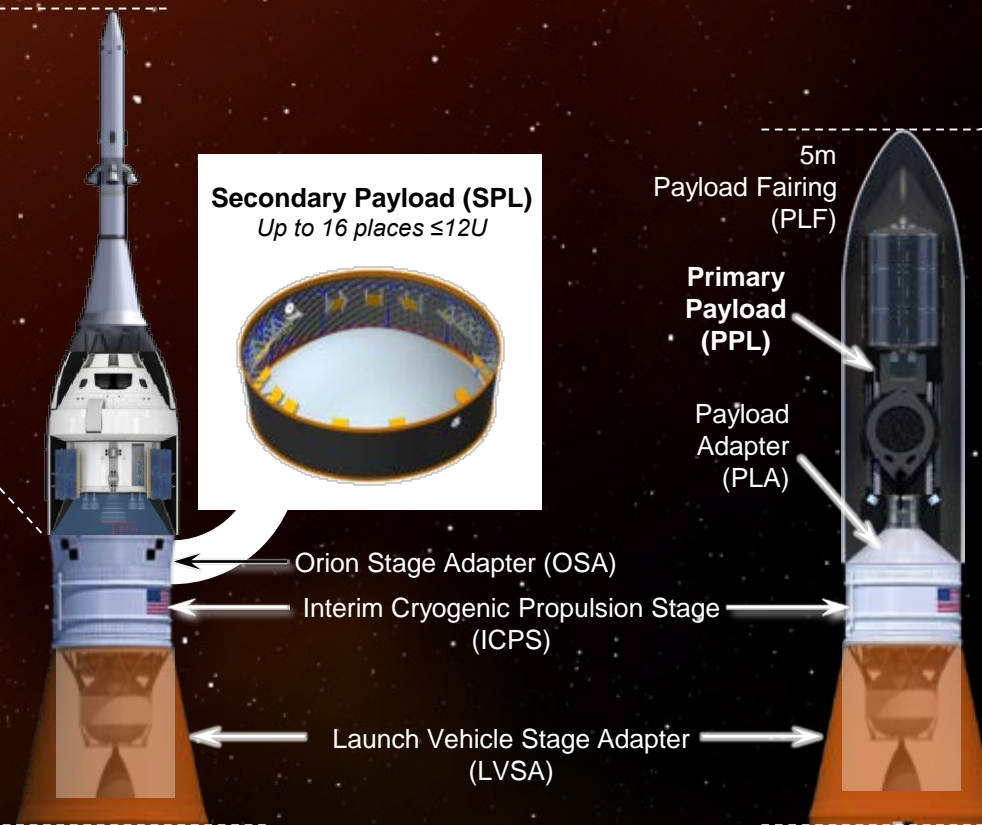 Secondary Payload (SPL)
Up to 16 places ≤12U
5m
Payload Fairing
(PLF)
Primary
Payload
(PPL)
Payload
Adapter
(PLA)
Orion Stage Adapter (OSA)
Interim Cryogenic Propulsion Stage
(ICPS)
Launch Vehicle Stage Adapter
(LVSA)